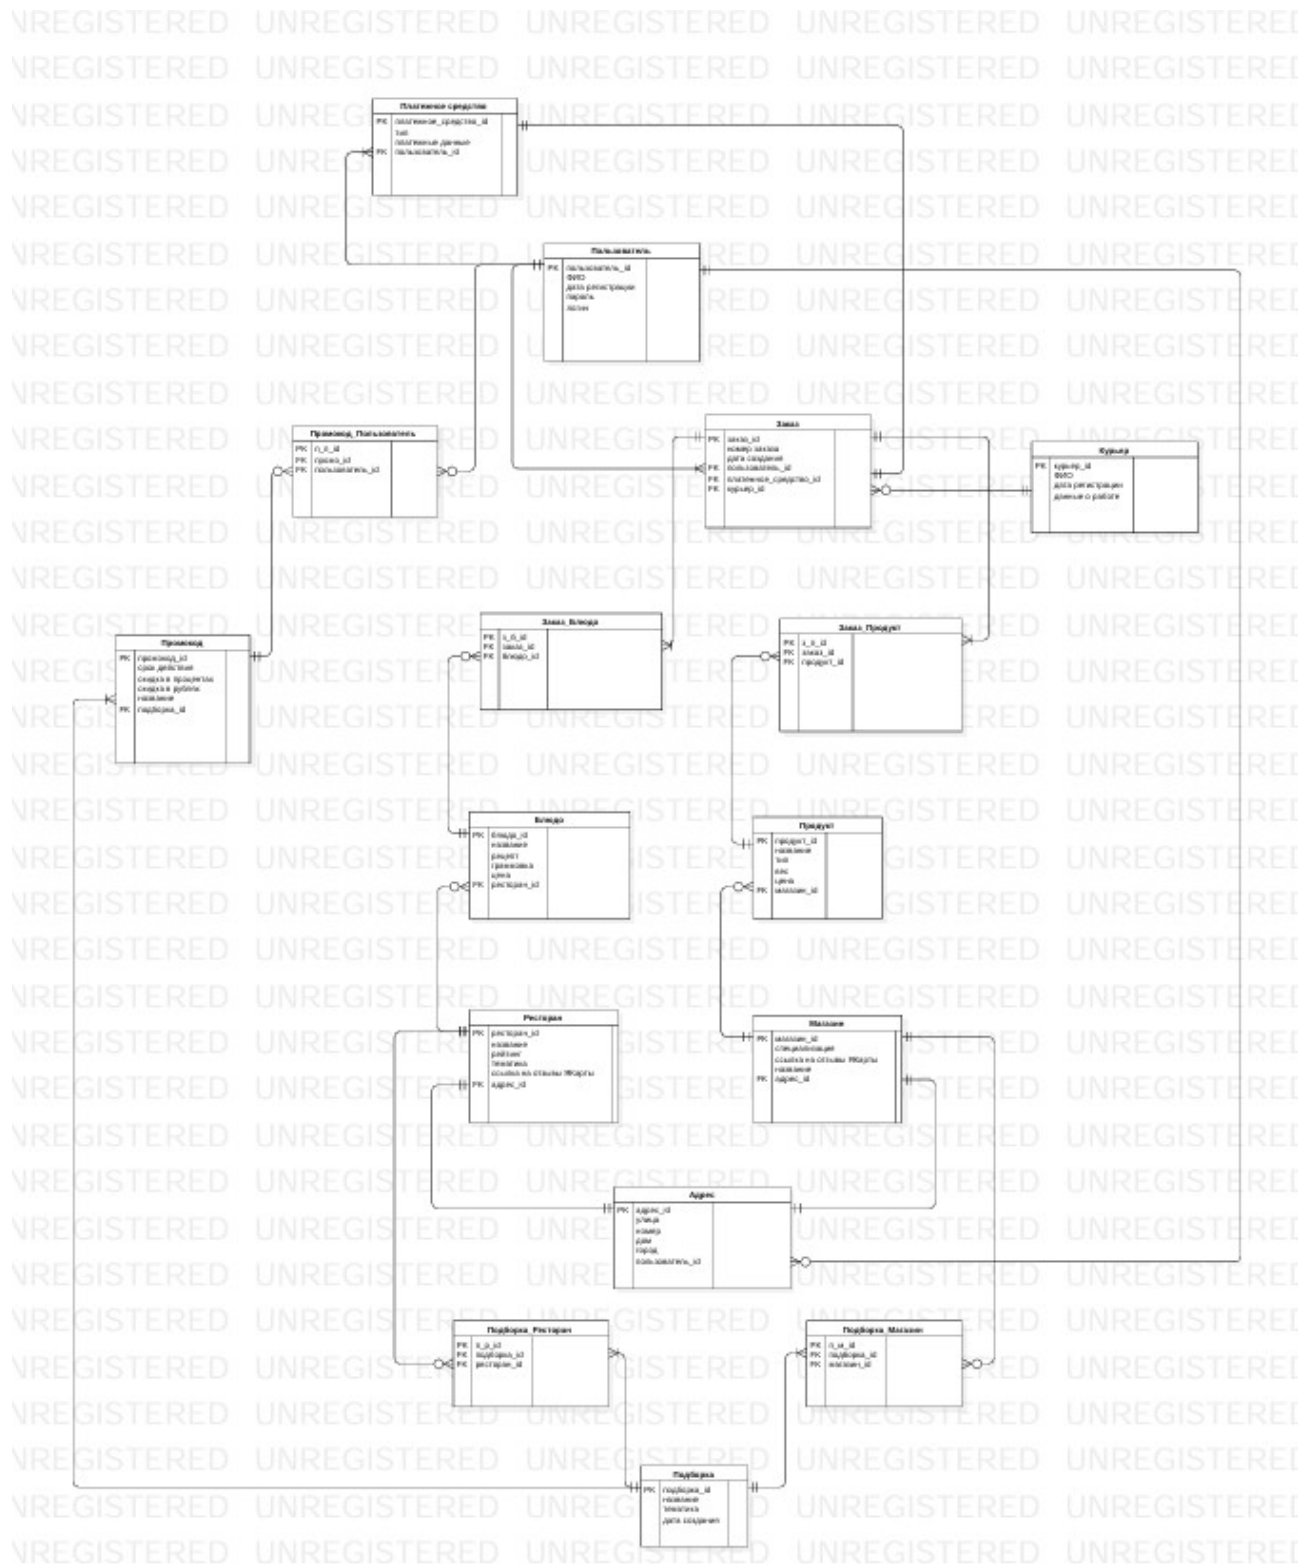 UNREGISTERED
Платежное средство
PK платежное_средство_id
тип
платежные данные
FK пользователь_id
Пользователь
PK пользователь_id
ФИО
дата регистрации
пароль
логин
Промокод_Пользователь
PK п_п_id
FK промо_id
FK пользователь_id
Заказ
PK заказ_id
номер заказа
дата создания
FK пользователь_id
FK платежное_средство_id
FK курьер_id
Курьер
PK курьер_id
ФИО
дата регистрации
данные о работе
Промокод
PK промокод_id
срок действия
скидка в процентах
скидка в рублях
название
FK подборка_id
Заказ_Блюдо
PK з_б_id
FK заказ_id
FK блюдо_id
Заказ_Продукт
PK з_п_id
FK заказ_id
FK продукт_id
Блюдо
PK блюдо_id
название
рецепт
граммовка
цена
FK ресторан_id
Продукт
PK продукт_id
название
тип
вес
цена
FK магазин_id
Ресторан
PK ресторан_id
название
рейтинг
тематика
ссылка на отзывы ЯКарты
FK адрес_id
Магазин
PK магазин_id
специализация
ссылка на отзывы ЯКарты
название
FK адрес_id
Адрес
PK адрес_id
улица
номер
дом
город
пользователь_id
Подборка_Ресторан
PK п_р_id
FK подборка_id
FK ресторан_id
Подборка_Магазин
PK п_м_id
FK подборка_id
FK магазин_id
Подборка
PK подборка_id
название
тематика
дата создания